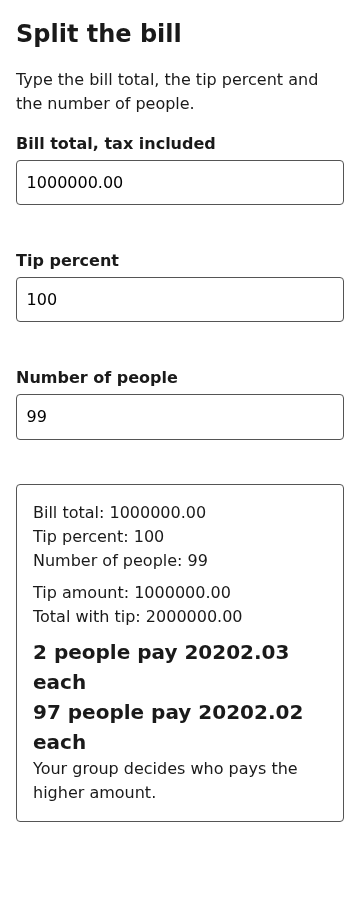 Split the bill
Type the bill total, the tip percent and
the number of people.
Bill total, tax included
1000000.00
Tip percent
100
Number of people
99
Bill total: 1000000.00
Tip percent: 100
Number of people: 99
Tip amount: 1000000.00
Total with tip: 2000000.00
2 people pay 20202.03
each
97 people pay 20202.02
each
Your group decides who pays the
higher amount.